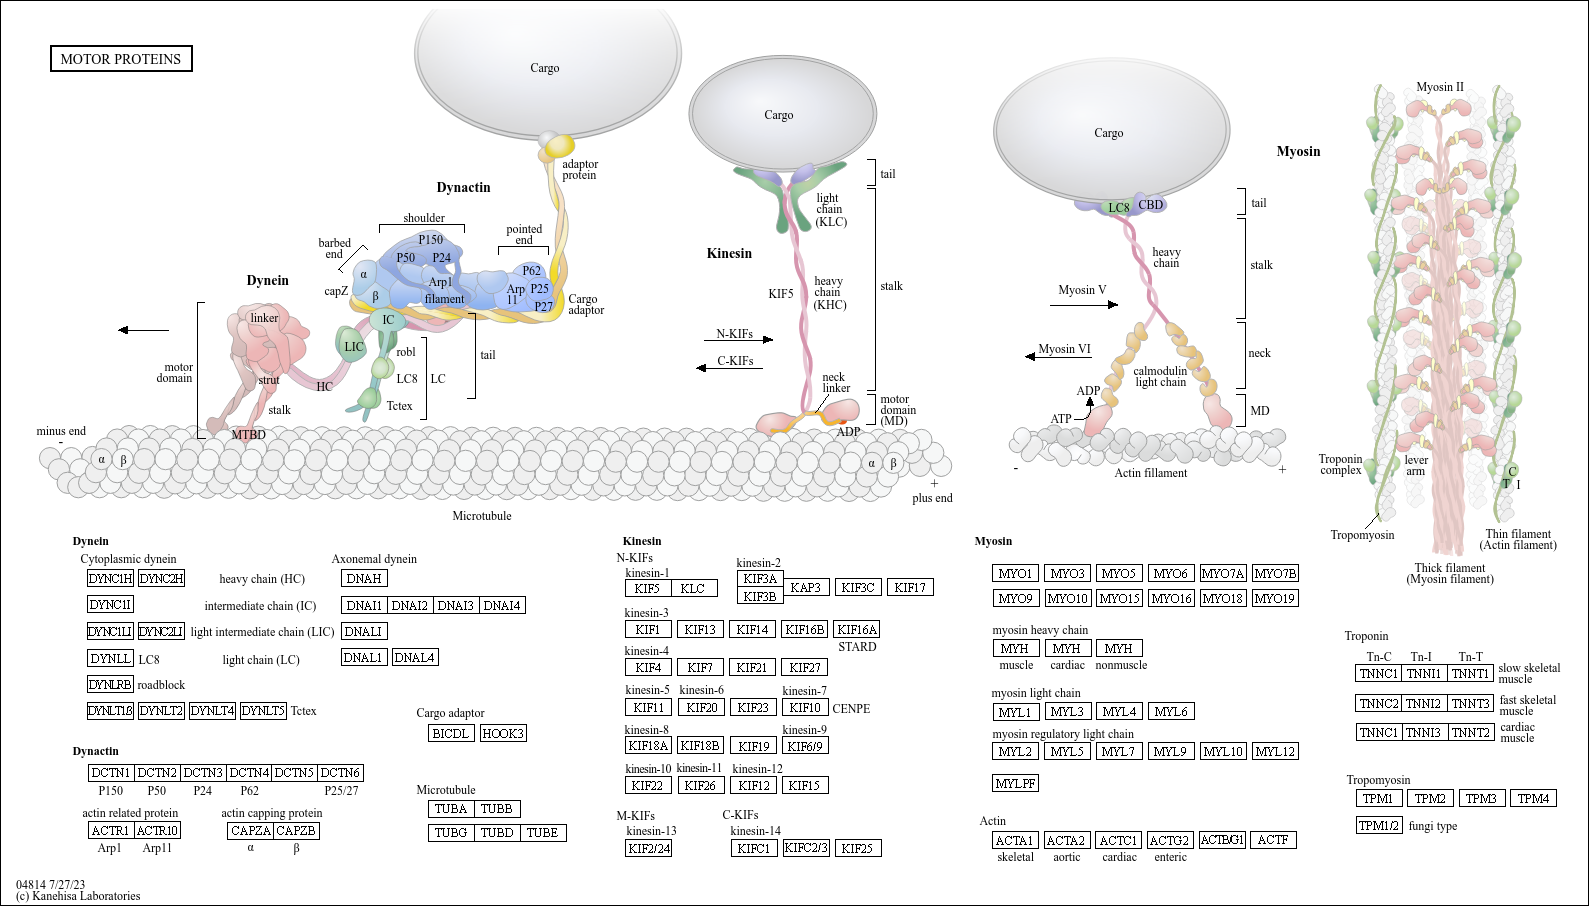 MOTOR PROTEINS
Cargo
adaptor
protein
Dynactin
shoulder
P150
P50 P24
barbed
end
α
capZ
β
Arp1
filament
pointed
end
P62
Arp
11
P25
P27
Cargo
adaptor
Dynein
linker
motor
domain
strut
stalk
MTBD
HC
LIC
IC
robl
LC8
LC
Tctex
tail
minus end
-
α β
α β
+
plus end
Microtubule
Cargo
tail
light
chain
(KLC)
Kinesin
KIF5
heavy
chain
(KHC)
stalk
N-KIFs
C-KIFs
neck
linker
motor
domain
(MD)
ADP
Cargo
Myosin
LC8 CBD
tail
heavy
chain
stalk
Myosin V
Myosin VI
neck
calmodulin
light chain
ADP
ATP
MD
-
+
Actin fillament
Myosin II
Troponin
complex
lever
arm
C
T I
Tropomyosin
Thin filament
(Actin filament)
Thick filament
(Myosin filament)
Dynein
Cytoplasmic dynein Axonemal dynein
DYNC1H DYNC2H heavy chain (HC) DNAH
DYNC1I intermediate chain (IC) DNAI1 DNAI2 DNAI3 DNAI4
DYNC1LI DYNC2LI light intermediate chain (LIC) DNALI
DYNLL LC8 light chain (LC) DNAL1 DNAL4
DYNLRB roadblock
DYNLT1B DYNLT2 DYNLT4 DYNLT5 Tctex
Dynactin
DCTN1 DCTN2 DCTN3 DCTN4 DCTN5 DCTN6
P150 P50 P24 P62 P25/27
actin related protein actin capping protein
ACTR1 ACTR10 CAPZA CAPZB
Arp1 Arp11 α β
Cargo adaptor
BICDL HOOK3
Microtubule
TUBA TUBB
TUBG TUBD TUBE
Kinesin
N-KIFs
kinesin-1 kinesin-2
KIF5 KLC KIF3A KIF3B KAP3 KIF3C KIF17
kinesin-3
KIF1 KIF13 KIF14 KIF16B KIF16A
STARD
kinesin-4
KIF4 KIF7 KIF21 KIF27
kinesin-5 kinesin-6 kinesin-7
KIF11 KIF20 KIF23 KIF10 CENPE
kinesin-8 kinesin-9
KIF18A KIF18B KIF19 KIF6/9
kinesin-10 kinesin-11 kinesin-12
KIF22 KIF26 KIF12 KIF15
M-KIFs C-KIFs
kinesin-13 kinesin-14
KIF2/24 KIFC1 KIFC2/3 KIF25
Myosin
MYO1 MYO3 MYO5 MYO6 MYO7A MYO7B
MYO9 MYO10 MYO15 MYO16 MYO18 MYO19
myosin heavy chain
MYH MYH MYH
muscle cardiac nonmuscle
myosin light chain
MYL1 MYL3 MYL4 MYL6
myosin regulatory light chain
MYL2 MYL5 MYL7 MYL9 MYL10 MYL12
MYLPF
Actin
ACTA1 ACTA2 ACTC1 ACTG2 ACTB/G1 ACTF
skeletal aortic cardiac enteric
Troponin
Tn-C Tn-I Tn-T
TNNC1 TNNI1 TNNT1 slow skeletal
muscle
TNNC2 TNNI2 TNNT3 fast skeletal
muscle
TNNC1 TNNI3 TNNT2 cardiac
muscle
Tropomyosin
TPM1 TPM2 TPM3 TPM4
TPM1/2 fungi type
04814 7/27/23
(c) Kanehisa Laboratories